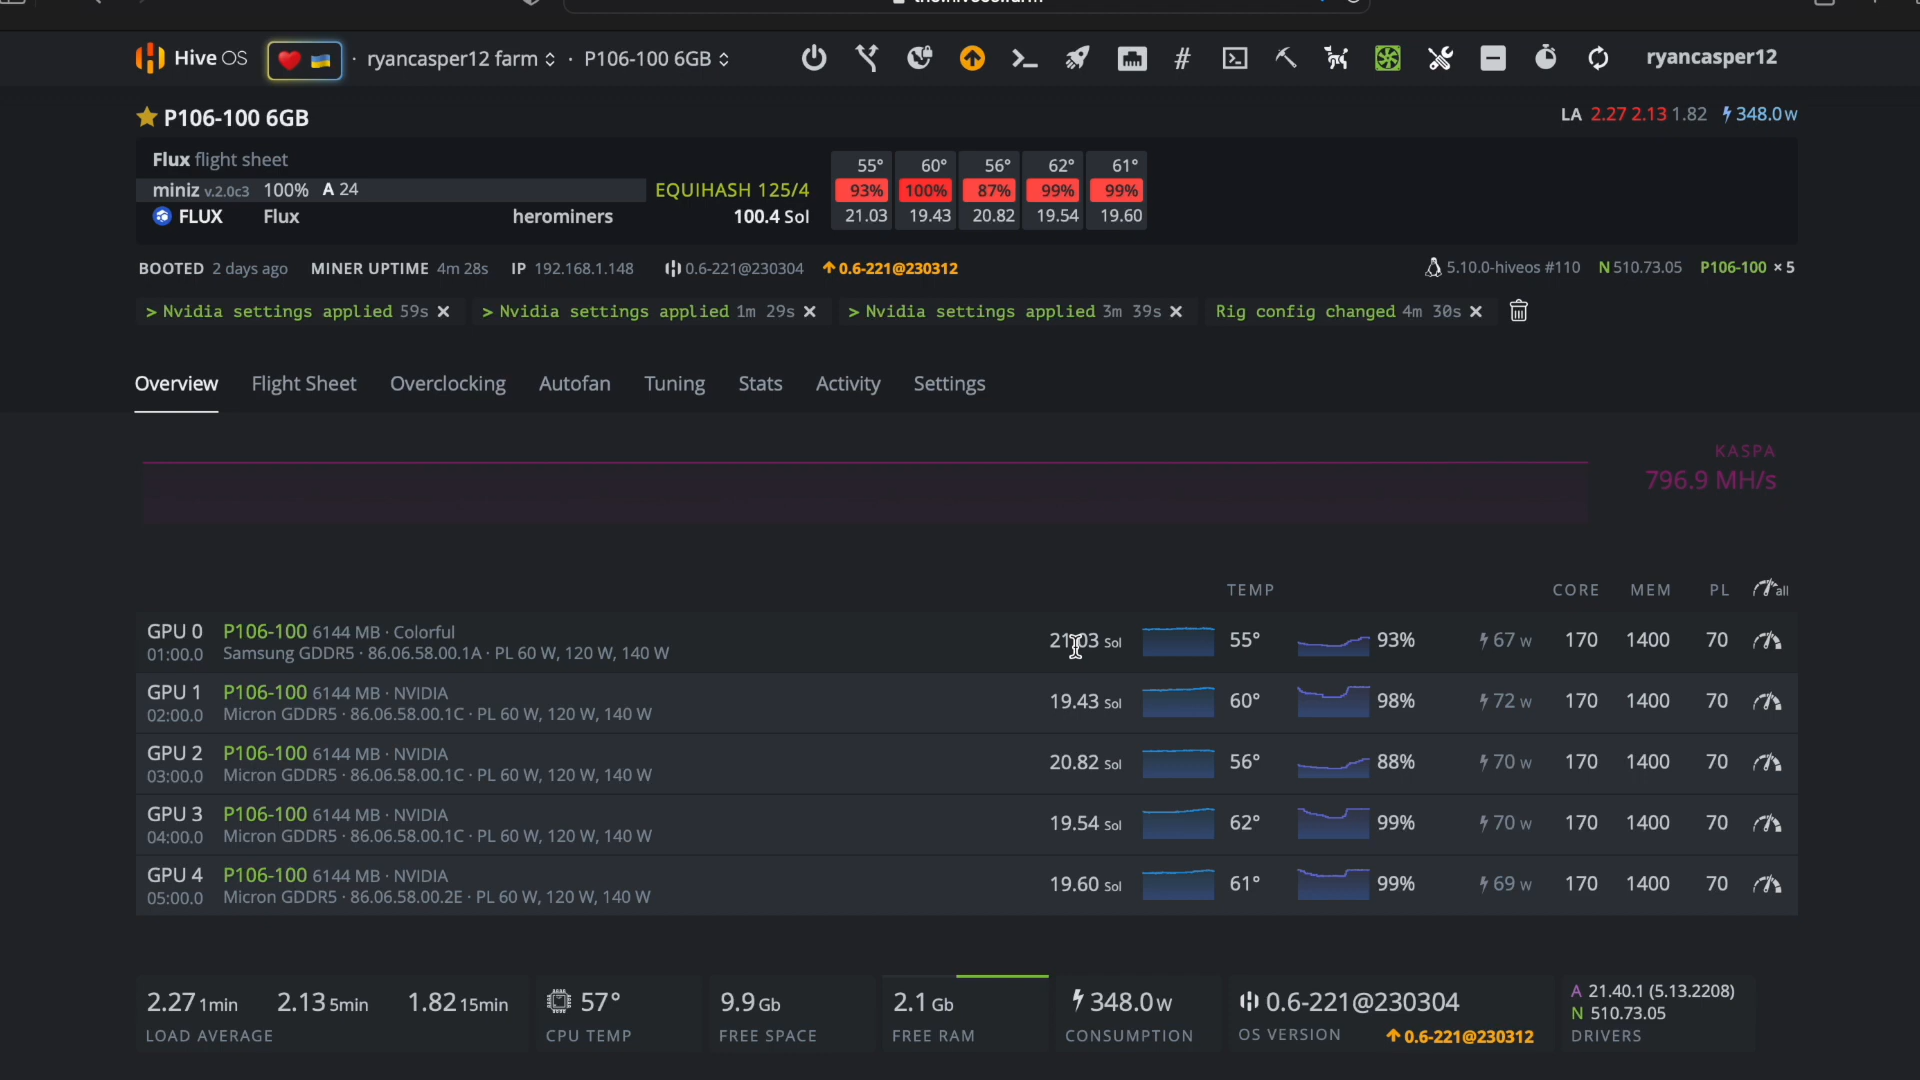 Hive OS ryancasper12 farm · P106-100 6GB ryancasper12
P106-100 6GB
LA 2.27 2.13 1.82 348.0 W
Flux flight sheet
miniz v.2.0c3 100% A 24 EQUIHASH 125/4
FLUX Flux herominers 100.4 Sol
55° 60° 56° 62° 61°
93% 100% 87% 99% 99%
21.03 19.43 20.82 19.54 19.60
BOOTED 2 days ago MINER UPTIME 4m 28s IP 192.168.1.148 0.6-221@230304 0.6-221@230312 5.10.0-hiveos #110 N 510.73.05 P106-100 × 5
> Nvidia settings applied 59s × > Nvidia settings applied 1m 29s × > Nvidia settings applied 3m 39s × Rig config changed 4m 30s ×
Overview Flight Sheet Overclocking Autofan Tuning Stats Activity Settings
KASPA
796.9 MH/s
TEMP CORE MEM PL all
GPU 0 P106-100 6144 MB · Colorful
01:00.0 Samsung GDDR5 · 86.06.58.00.1A · PL 60 W, 120 W, 140 W
21.03 Sol 55° 93% 67 W 170 1400 70
GPU 1 P106-100 6144 MB · NVIDIA
02:00.0 Micron GDDR5 · 86.06.58.00.1C · PL 60 W, 120 W, 140 W
19.43 Sol 60° 98% 72 W 170 1400 70
GPU 2 P106-100 6144 MB · NVIDIA
03:00.0 Micron GDDR5 · 86.06.58.00.1C · PL 60 W, 120 W, 140 W
20.82 Sol 56° 88% 70 W 170 1400 70
GPU 3 P106-100 6144 MB · NVIDIA
04:00.0 Micron GDDR5 · 86.06.58.00.1C · PL 60 W, 120 W, 140 W
19.54 Sol 62° 99% 70 W 170 1400 70
GPU 4 P106-100 6144 MB · NVIDIA
05:00.0 Micron GDDR5 · 86.06.58.00.2E · PL 60 W, 120 W, 140 W
19.60 Sol 61° 99% 69 W 170 1400 70
2.27 1min 2.13 5min 1.82 15min
LOAD AVERAGE
57°
CPU TEMP
9.9 Gb
FREE SPACE
2.1 Gb
FREE RAM
348.0 W
CONSUMPTION
0.6-221@230304
OS VERSION 0.6-221@230312
A 21.40.1 (5.13.2208)
N 510.73.05
DRIVERS